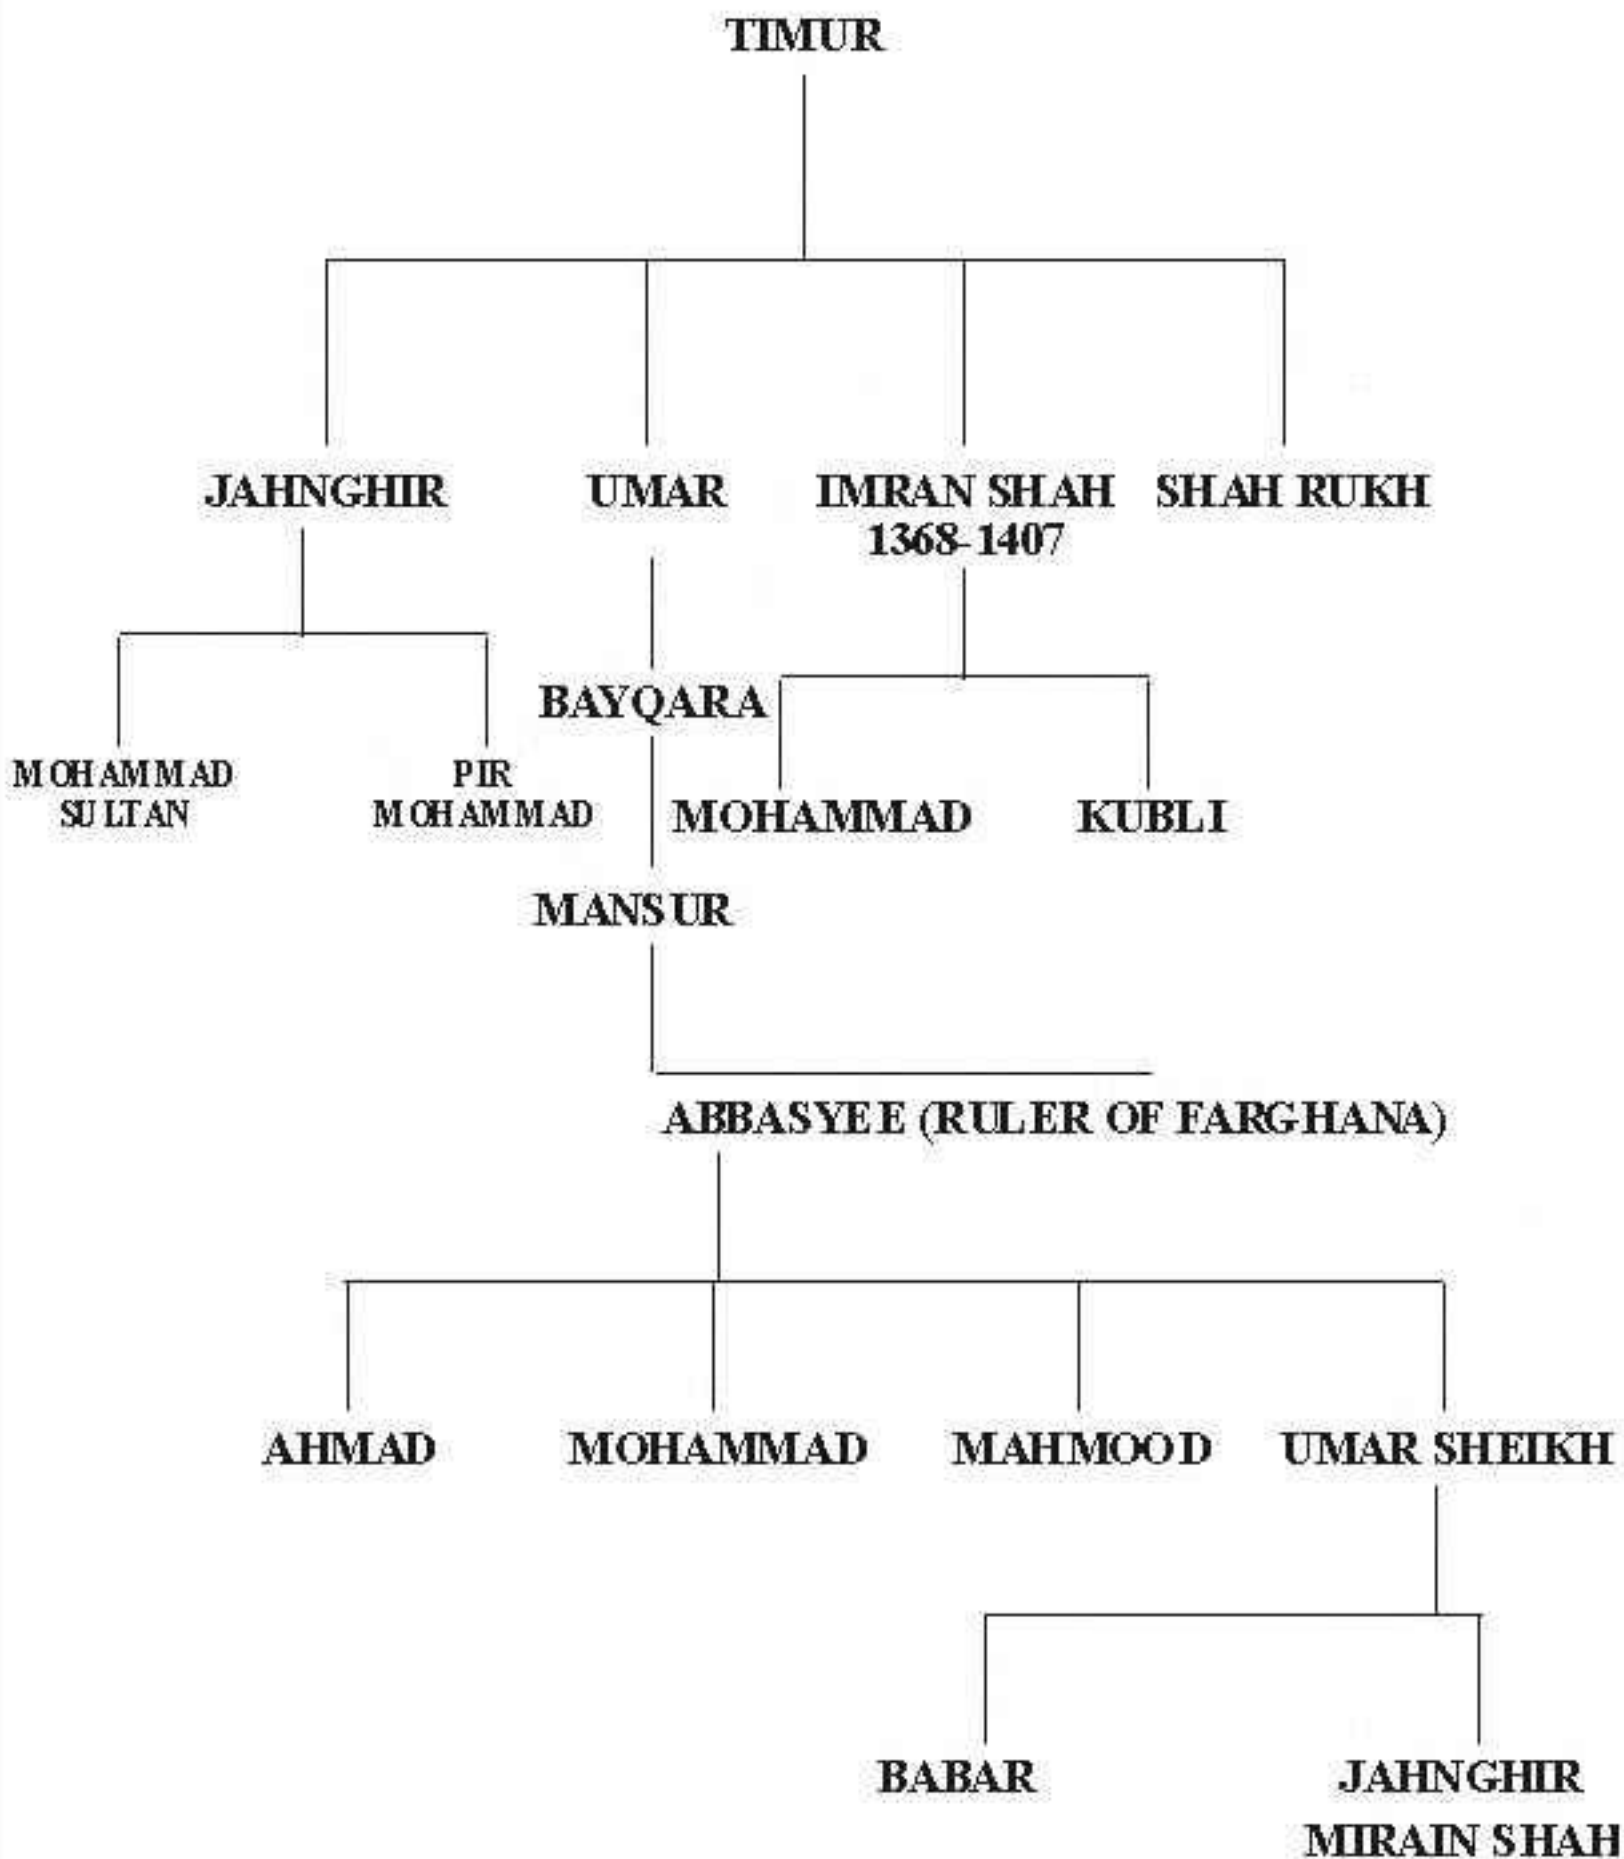 TIMUR
JAHNGHIR
UMAR
IMRAN SHAH
1368-1407
SHAH RUKH
BAYQARA
MOHAMMAD
SULTAN
PIR
MOHAMMAD
MOHAMMAD
KUBLI
MANSUR
ABBASYEE (RULER OF FARGHANA)
AHMAD
MOHAMMAD
MAHMOOD
UMAR SHEIKH
BABAR
JAHNGHIR
MIRAIN SHAH